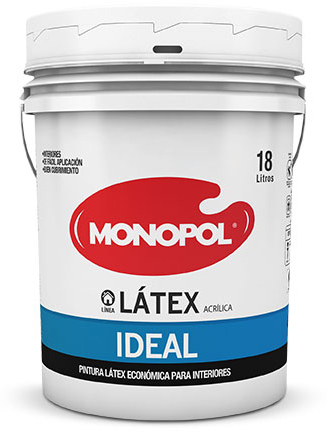 •INTERIORES
•DE FÁCIL APLICACIÓN
•BUEN CUBRIMIENTO
18
Litros
MONOPOL®
LÍNEA
LÁTEX
ACRÍLICA
IDEAL
PINTURA LÁTEX ECONÓMICA PARA INTERIORES